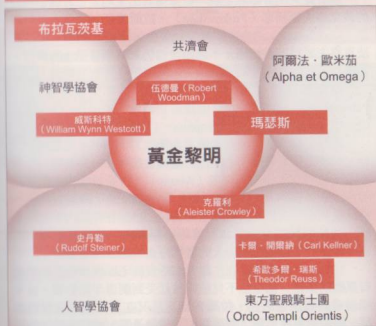 布拉瓦茨基
共濟會
阿爾法・歐米茄
（Alpha et Omega）
神智學協會
伍德曼（Robert
Woodman）
威斯科特
（William Wynn Westcott）
瑪瑟斯
黃金黎明
克羅利
（Aleister Crowley）
史丹勒
（Rudolf Steiner）
卡爾・開爾納（Carl Kellner）
希歐多爾・瑞斯
（Theodor Reuss）
人智學協會
東方聖殿騎士團
（Ordo Templi Orientis）